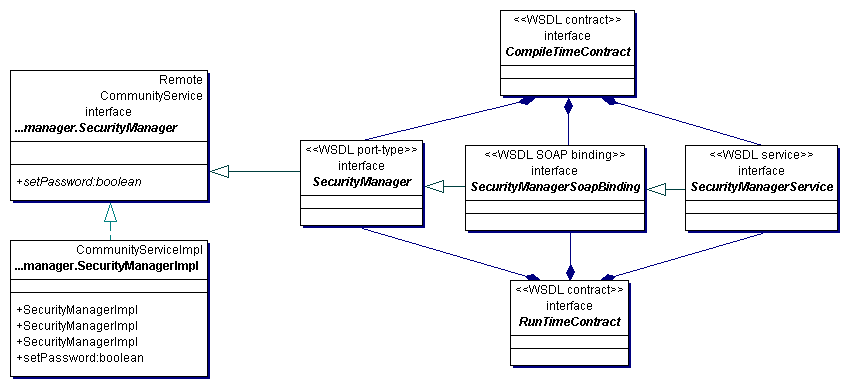 <<WSDL contract>>
interface
CompileTimeContract
Remote
CommunityService
interface
...manager.SecurityManager
+setPassword:boolean
<<WSDL port-type>>
interface
SecurityManager
<<WSDL SOAP binding>>
interface
SecurityManagerSoapBinding
<<WSDL service>>
interface
SecurityManagerService
CommunityServiceImpl
...manager.SecurityManagerImpl
+SecurityManagerImpl
+SecurityManagerImpl
+SecurityManagerImpl
+setPassword:boolean
<<WSDL contract>>
interface
RunTimeContract